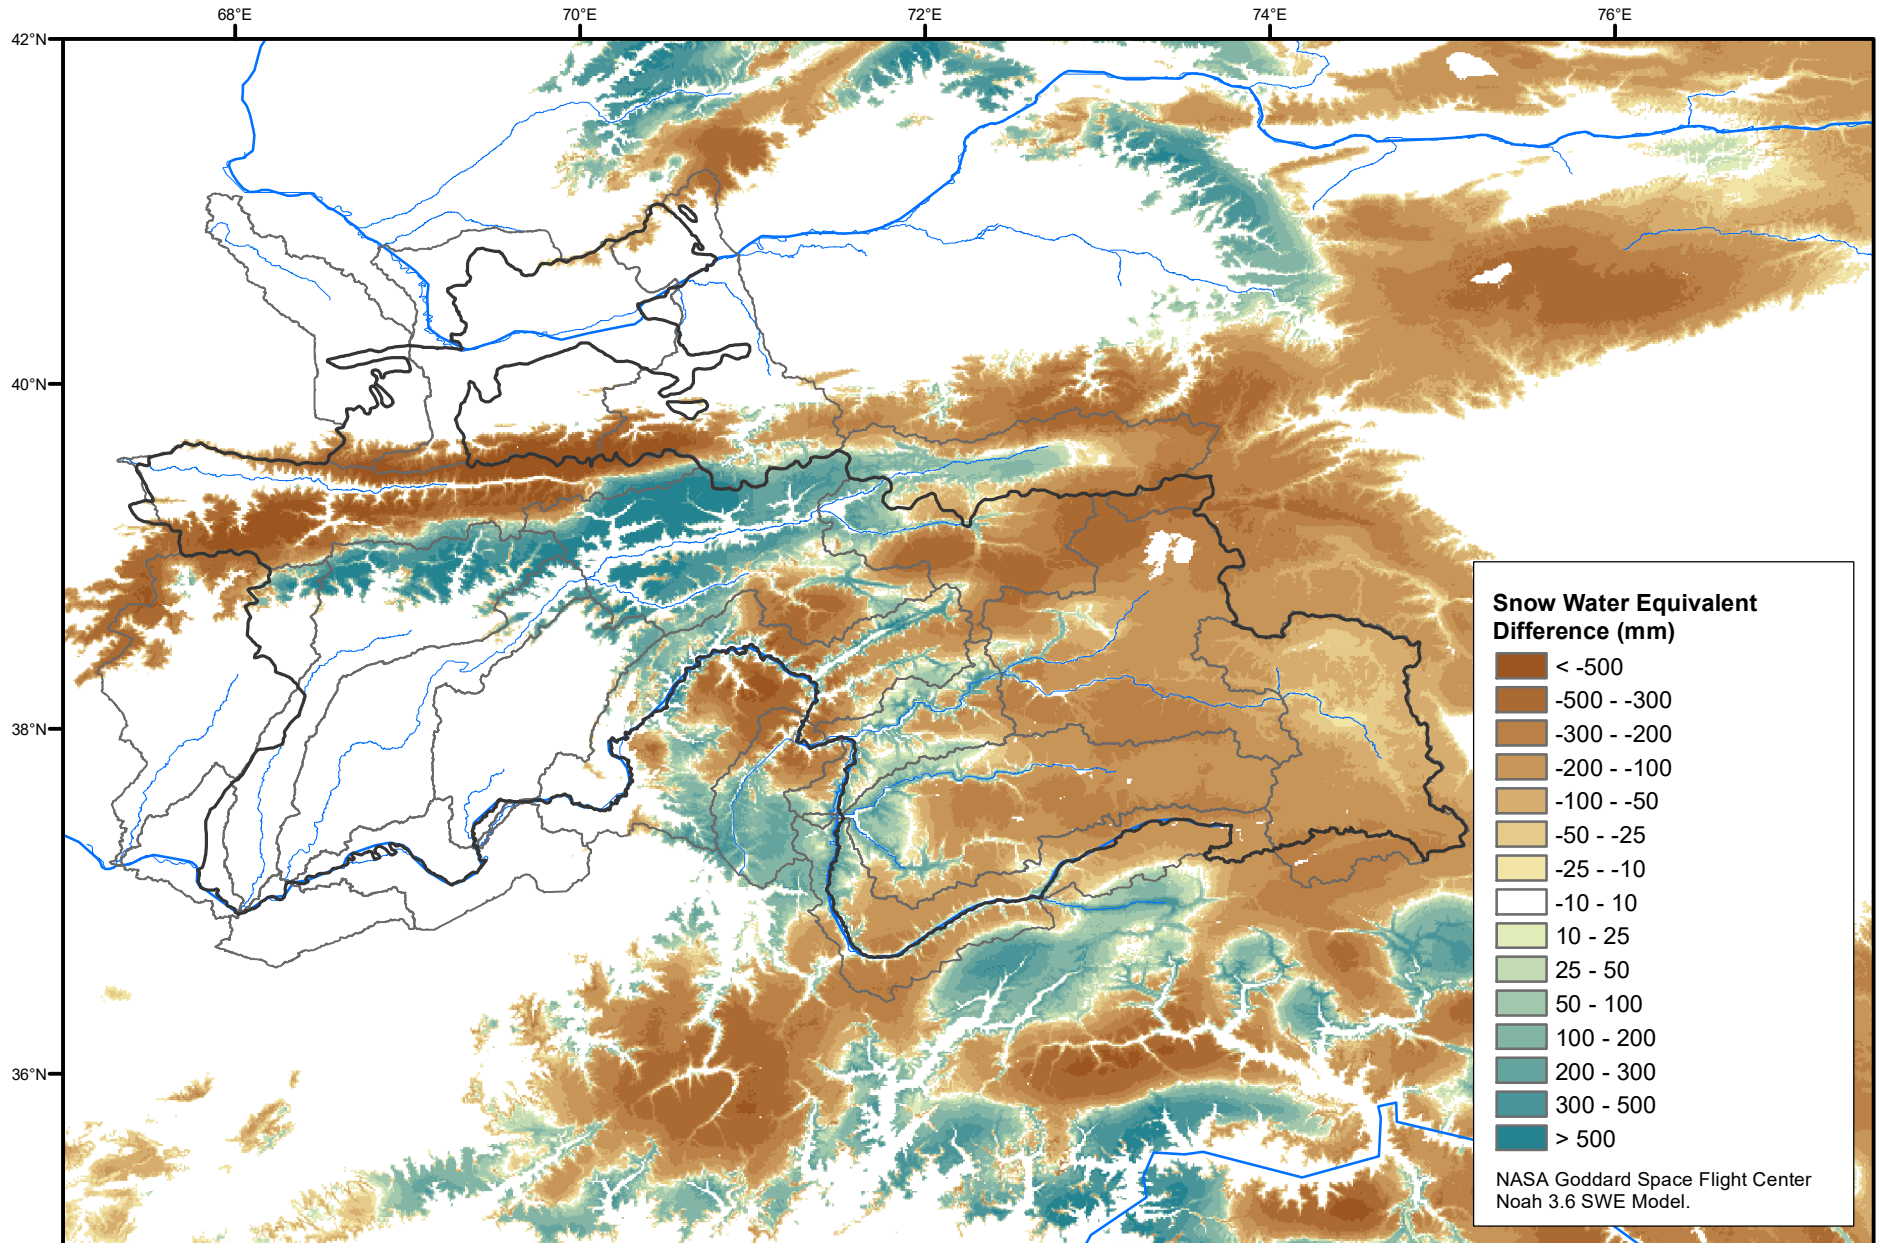 68°E 70°E 72°E 74°E 76°E
42°N
40°N
38°N
36°N
Snow Water Equivalent
Difference (mm)
< -500
-500 - -300
-300 - -200
-200 - -100
-100 - -50
-50 - -25
-25 - -10
-10 - 10
10 - 25
25 - 50
50 - 100
100 - 200
200 - 300
300 - 500
> 500
NASA Goddard Space Flight Center
Noah 3.6 SWE Model.